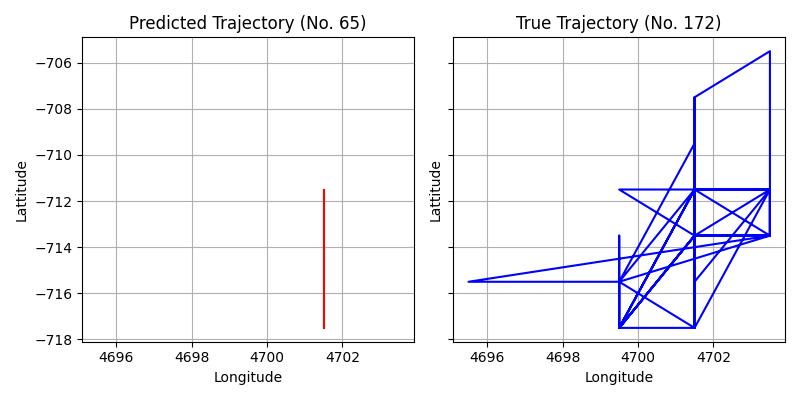 Predicted Trajectory (No. 65)
True Trajectory (No. 172)
Lattitude
−706
−708
−710
−712
−714
−716
−718
4696
4698
4700
4702
Longitude
Lattitude
4696
4698
4700
4702
Longitude